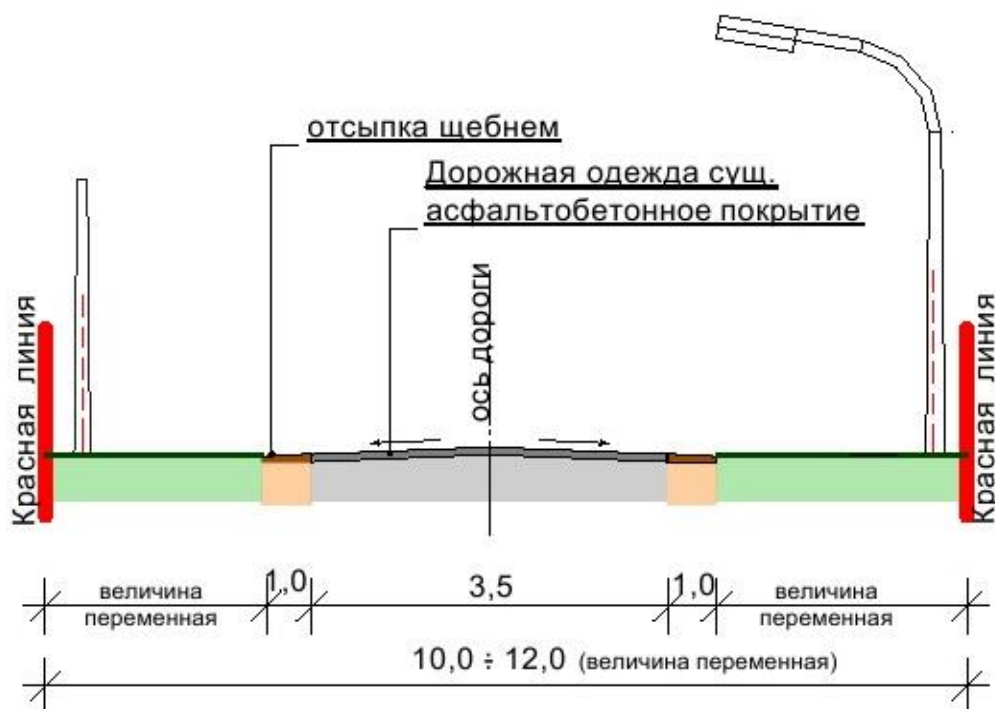 отсыпка щебнем
Дорожная одежда сущ.
асфальтобетонное покрытие
ось дороги
Красная линия
Красная линия
величина
переменная
1,0
3,5
1,0
величина
переменная
10,0 ÷ 12,0 (величина переменная)